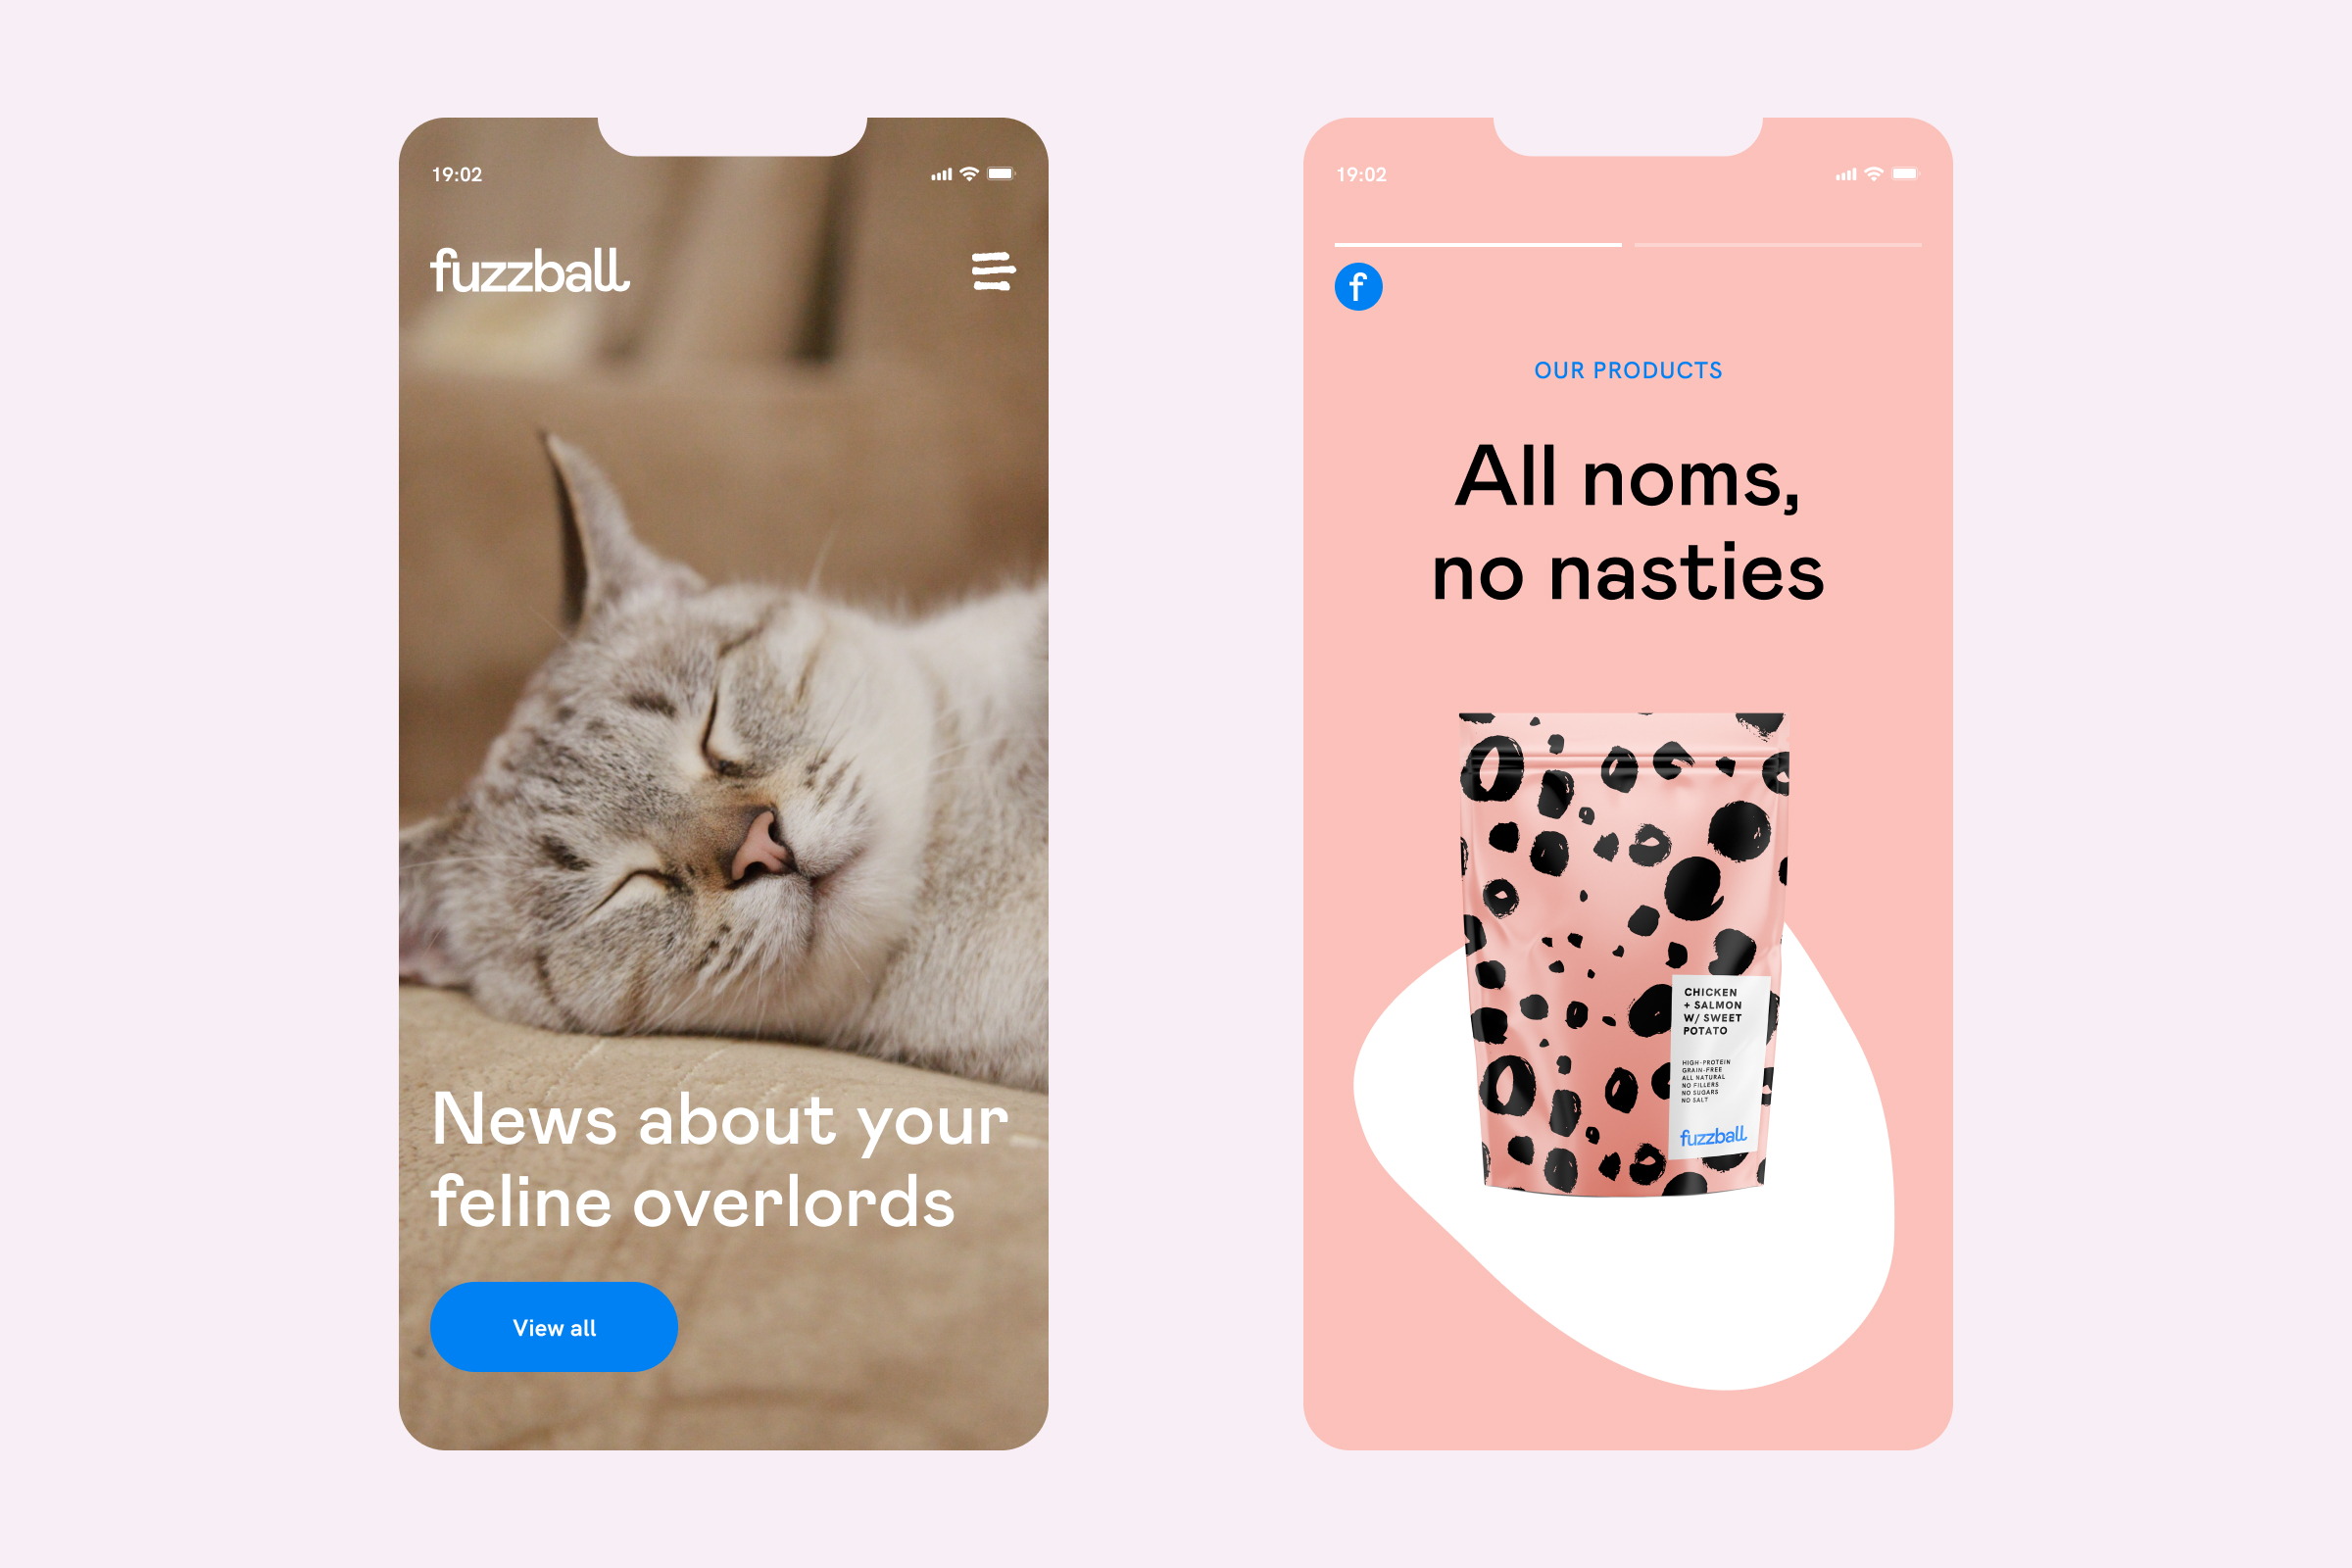 19:02
fuzzball
News about your
feline overlords
View all
19:02
f
OUR PRODUCTS
All noms,
no nasties
CHICKEN
+ SALMON
W/ SWEET
POTATO
HIGH-PROTEIN
GRAIN-FREE
ALL NATURAL
NO FILLERS
NO SUGARS
NO SALT
fuzzball